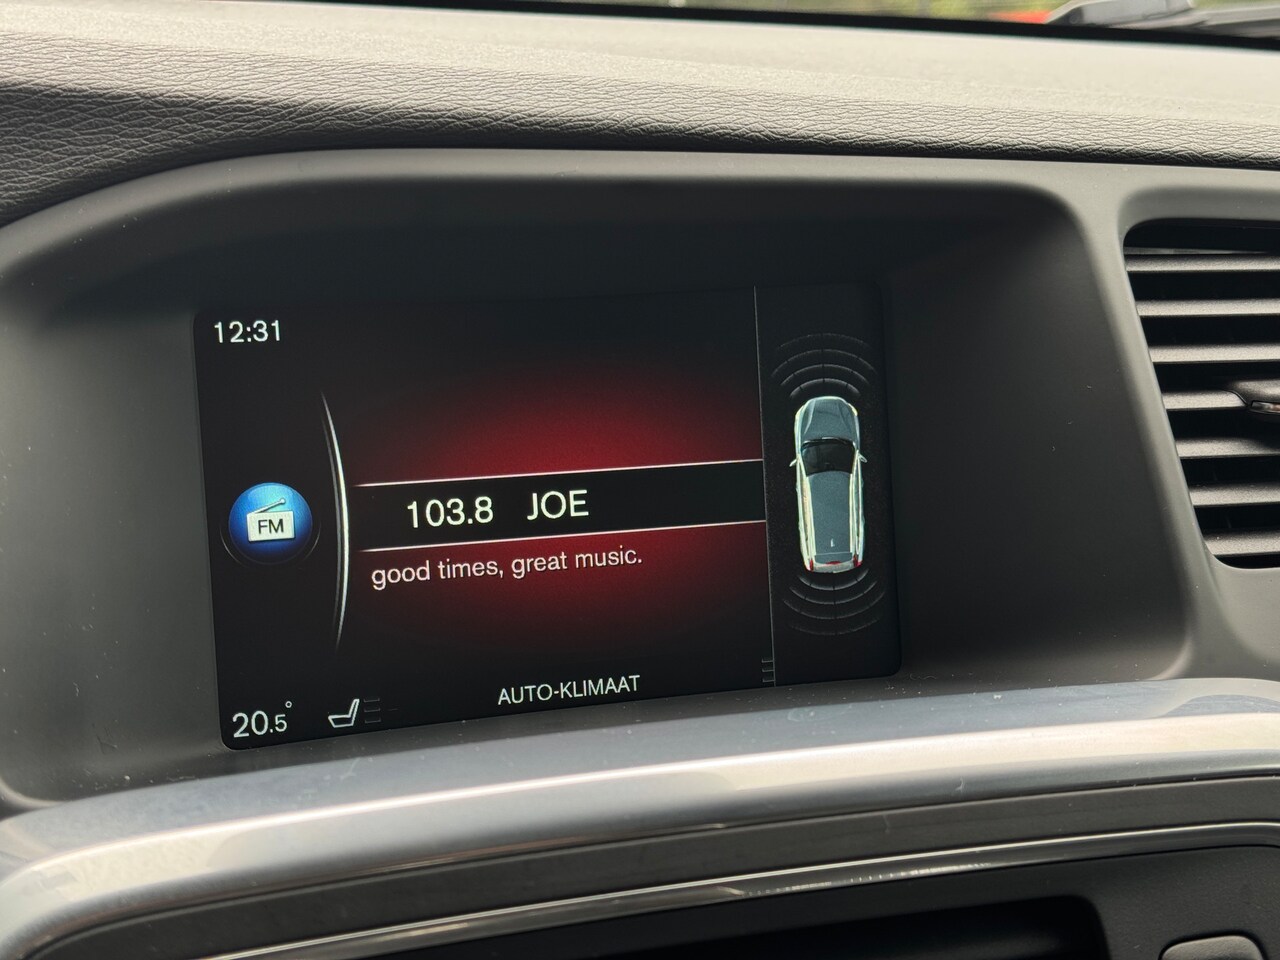 12:31
FM
103.8 JOE
good times, great music.
AUTO-KLIMAAT
20.5°